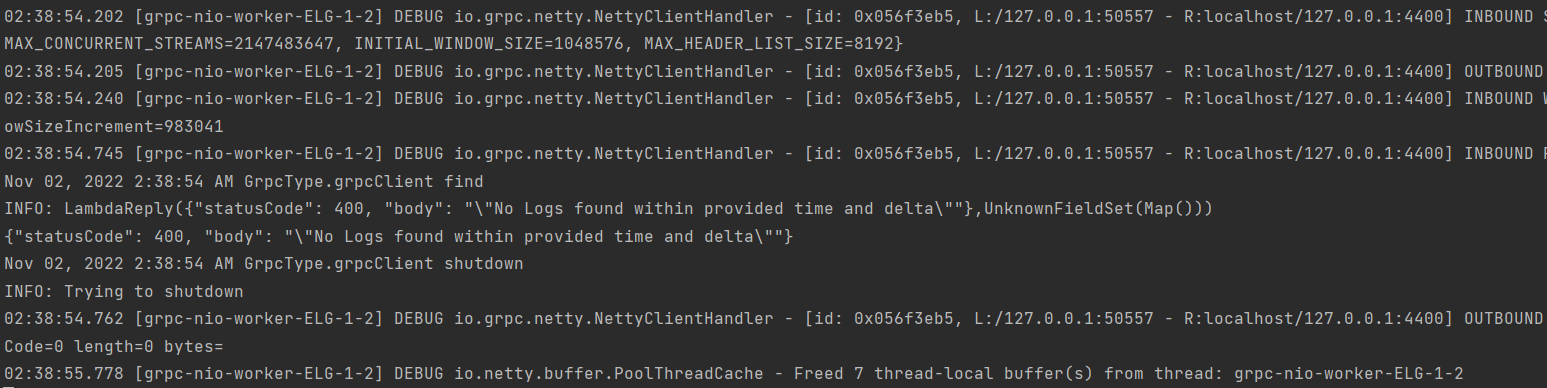 02:38:54.202 [grpc-nio-worker-ELG-1-2] DEBUG io.grpc.netty.NettyClientHandler - [id: 0x056f3eb5, L:/127.0.0.1:50557 - R:localhost/127.0.0.1:4400] INBOUND S
MAX_CONCURRENT_STREAMS=2147483647, INITIAL_WINDOW_SIZE=1048576, MAX_HEADER_LIST_SIZE=8192}
02:38:54.205 [grpc-nio-worker-ELG-1-2] DEBUG io.grpc.netty.NettyClientHandler - [id: 0x056f3eb5, L:/127.0.0.1:50557 - R:localhost/127.0.0.1:4400] OUTBOUND
02:38:54.240 [grpc-nio-worker-ELG-1-2] DEBUG io.grpc.netty.NettyClientHandler - [id: 0x056f3eb5, L:/127.0.0.1:50557 - R:localhost/127.0.0.1:4400] INBOUND W
owSizeIncrement=983041
02:38:54.745 [grpc-nio-worker-ELG-1-2] DEBUG io.grpc.netty.NettyClientHandler - [id: 0x056f3eb5, L:/127.0.0.1:50557 - R:localhost/127.0.0.1:4400] INBOUND
Nov 02, 2022 2:38:54 AM GrpcType.grpcClient find
INFO: LambdaReply({"statusCode": 400, "body": "\"No Logs found within provided time and delta\""},UnknownFieldSet(Map()))
{"statusCode": 400, "body": "\"No Logs found within provided time and delta\""}
Nov 02, 2022 2:38:54 AM GrpcType.grpcClient shutdown
INFO: Trying to shutdown
02:38:54.762 [grpc-nio-worker-ELG-1-2] DEBUG io.grpc.netty.NettyClientHandler - [id: 0x056f3eb5, L:/127.0.0.1:50557 - R:localhost/127.0.0.1:4400] OUTBOUND
Code=0 length=0 bytes=
02:38:55.778 [grpc-nio-worker-ELG-1-2] DEBUG io.netty.buffer.PoolThreadCache - Freed 7 thread-local buffer(s) from thread: grpc-nio-worker-ELG-1-2